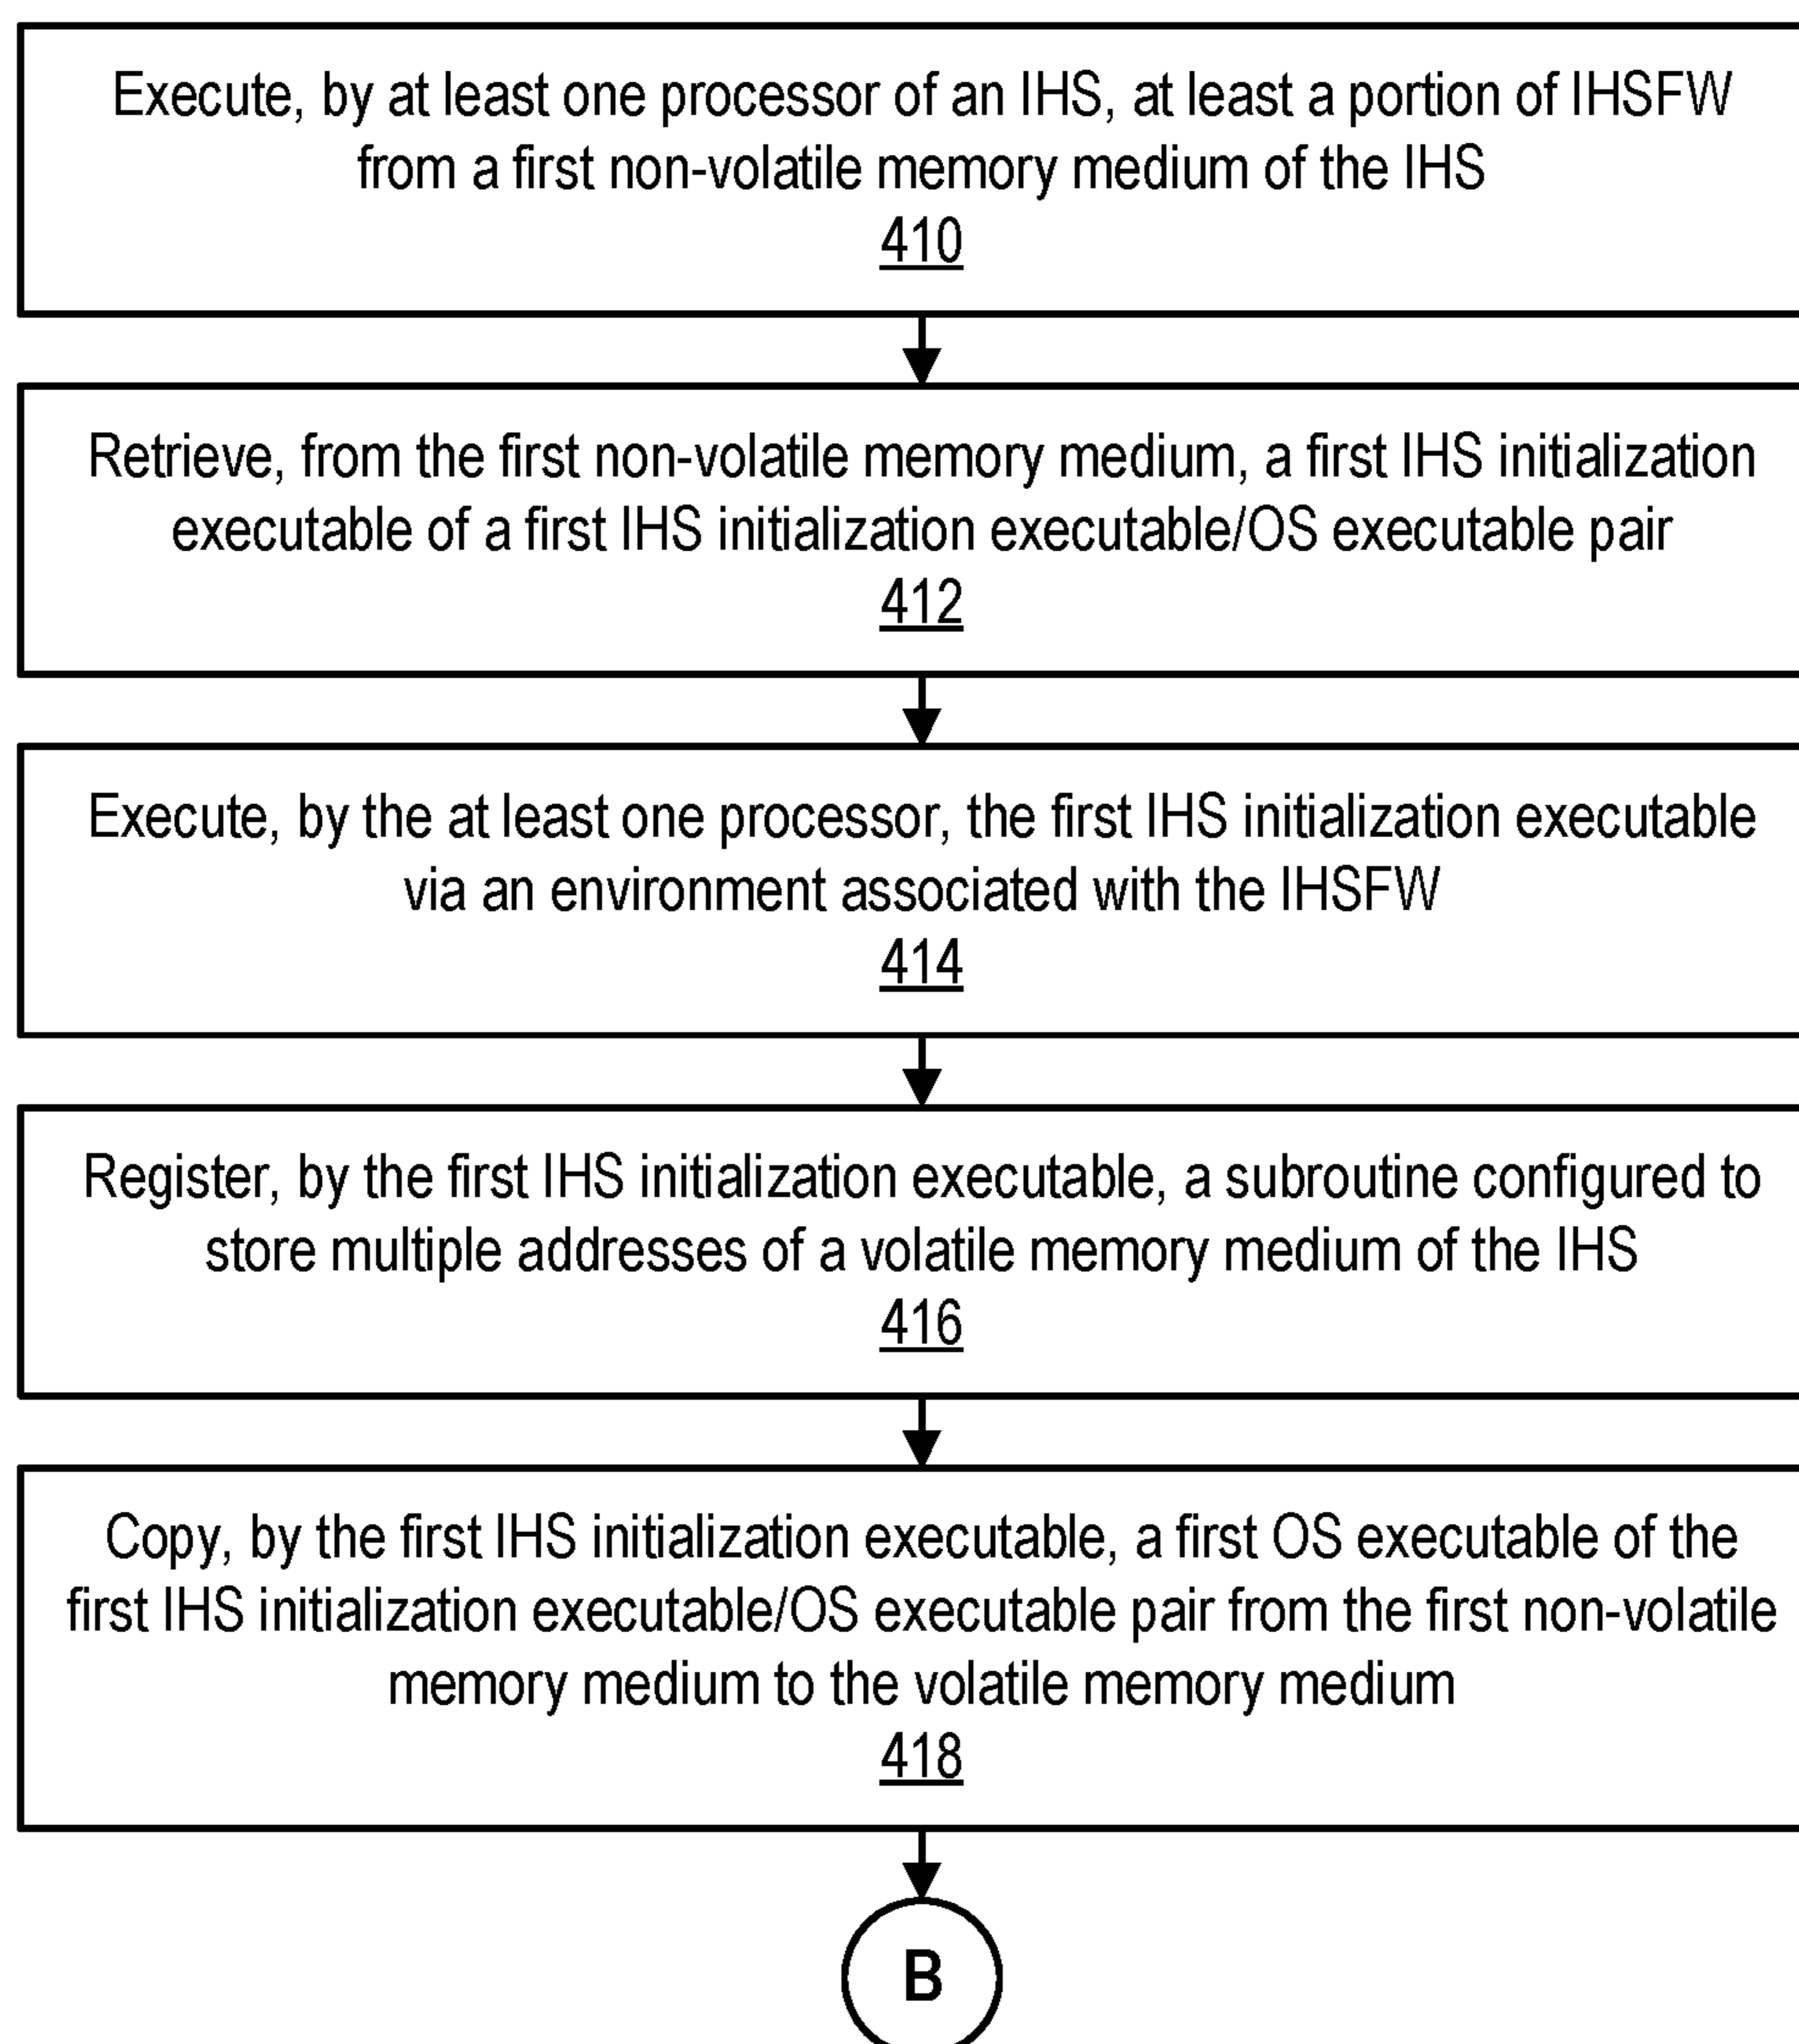 Execute, by at least one processor of an IHS, at least a portion of IHSFW
from a first non-volatile memory medium of the IHS
410
Retrieve, from the first non-volatile memory medium, a first IHS initialization
executable of a first IHS initialization executable/OS executable pair
412
Execute, by the at least one processor, the first IHS initialization executable
via an environment associated with the IHSFW
414
Register, by the first IHS initialization executable, a subroutine configured to
store multiple addresses of a volatile memory medium of the IHS
416
Copy, by the first IHS initialization executable, a first OS executable of the
first IHS initialization executable/OS executable pair from the first non-volatile
memory medium to the volatile memory medium
418
B